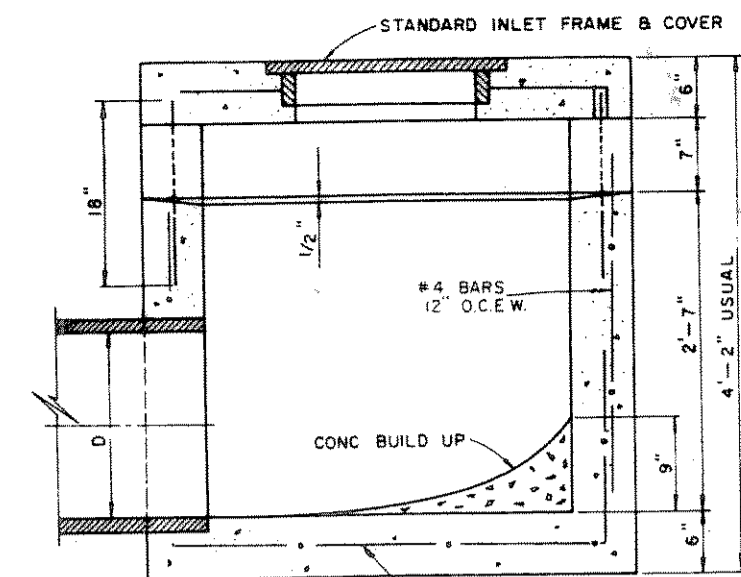 STANDARD INLET FRAME & COVER
6"
7"
18"
1/2"
#4 BARS
12" O.C.E.W.
2'-7"
4'-2" USUAL
D
CONC BUILD UP
9"
6"